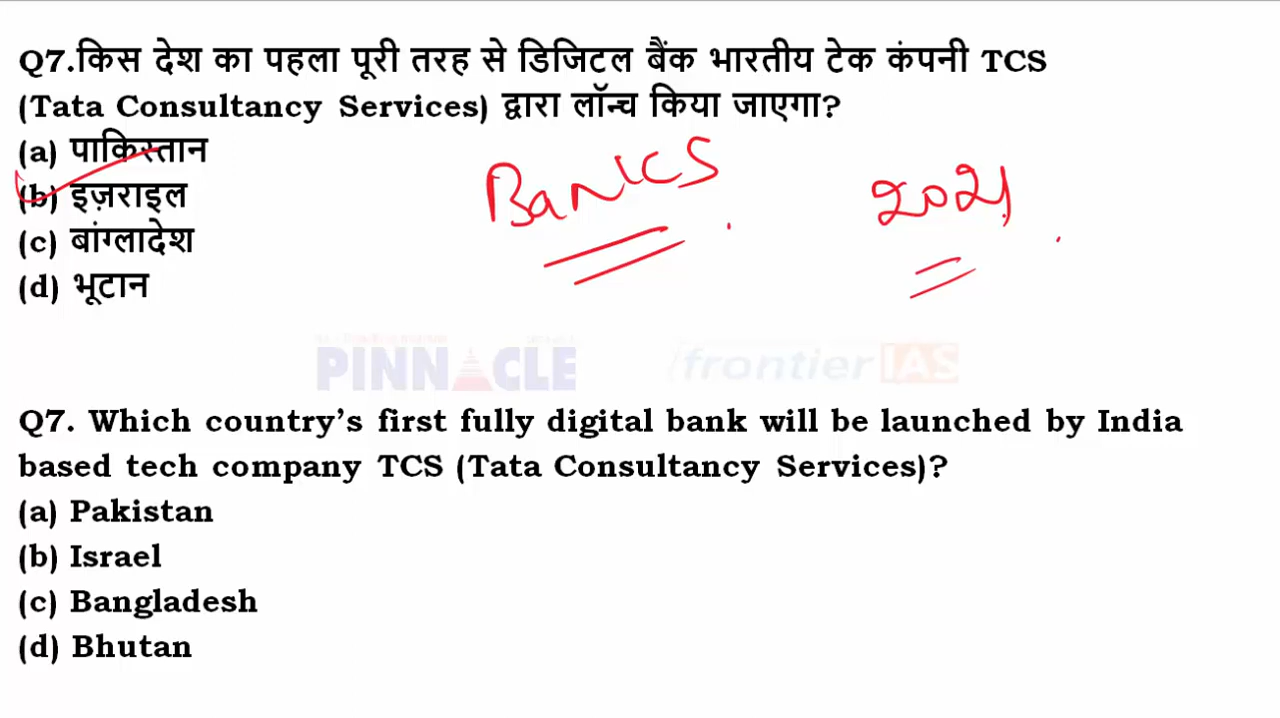 Q7.किस देश का पहला पूरी तरह से डिजिटल बैंक भारतीय टेक कंपनी TCS
(Tata Consultancy Services) द्वारा लॉन्च किया जाएगा?
(a) पाकिस्तान
(b) इज़राइल
(c) बांग्लादेश
(d) भूटान
BaNCS
2021
PINNACLE
frontier IAS
Q7. Which country’s first fully digital bank will be launched by India
based tech company TCS (Tata Consultancy Services)?
(a) Pakistan
(b) Israel
(c) Bangladesh
(d) Bhutan